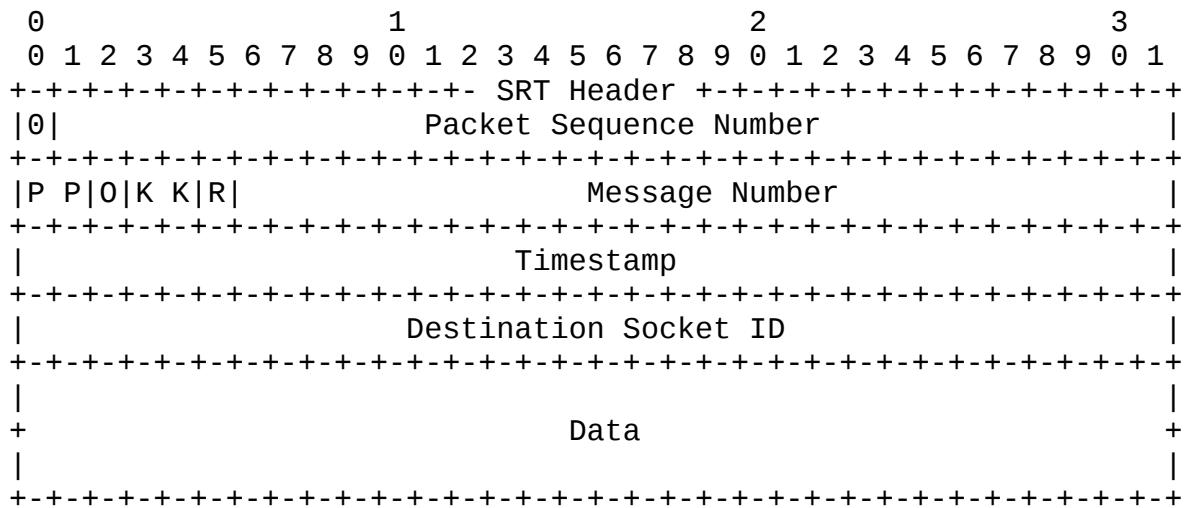 0                   1                   2                   3
 0 1 2 3 4 5 6 7 8 9 0 1 2 3 4 5 6 7 8 9 0 1 2 3 4 5 6 7 8 9 0 1
+-+-+-+-+-+-+-+-+-+-+-+-+- SRT Header +-+-+-+-+-+-+-+-+-+-+-+-+-+
|0|                    Packet Sequence Number                   |
+-+-+-+-+-+-+-+-+-+-+-+-+-+-+-+-+-+-+-+-+-+-+-+-+-+-+-+-+-+-+-+-+
|P P|O|K K|R|                   Message Number                  |
+-+-+-+-+-+-+-+-+-+-+-+-+-+-+-+-+-+-+-+-+-+-+-+-+-+-+-+-+-+-+-+-+
|                           Timestamp                           |
+-+-+-+-+-+-+-+-+-+-+-+-+-+-+-+-+-+-+-+-+-+-+-+-+-+-+-+-+-+-+-+-+
|                     Destination Socket ID                     |
+-+-+-+-+-+-+-+-+-+-+-+-+-+-+-+-+-+-+-+-+-+-+-+-+-+-+-+-+-+-+-+-+
|                                                               |
+                              Data                             +
|                                                               |
+-+-+-+-+-+-+-+-+-+-+-+-+-+-+-+-+-+-+-+-+-+-+-+-+-+-+-+-+-+-+-+-+